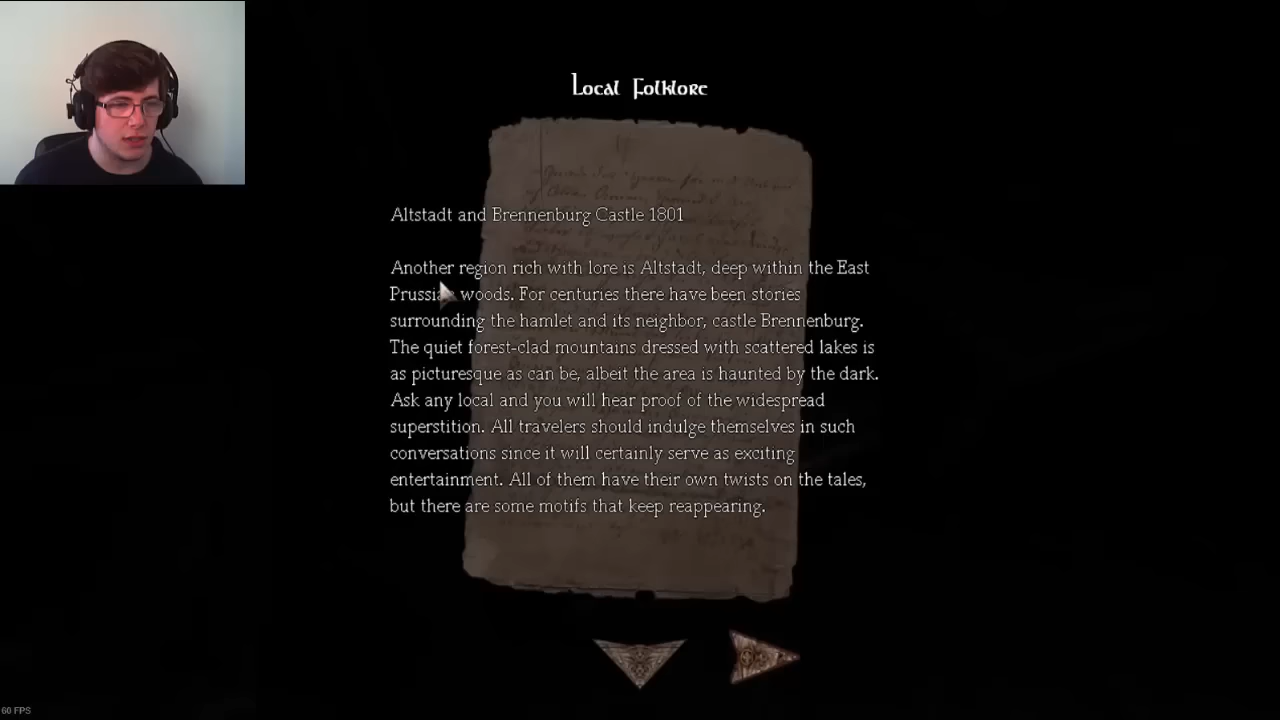 Local Folklore
Altstadt and Brennenburg Castle 1801
Another region rich with lore is Altstadt, deep within the East
Prussian woods. For centuries there have been stories
surrounding the hamlet and its neighbor, castle Brennenburg.
The quiet forest-clad mountains dressed with scattered lakes is
as picturesque as can be, albeit the area is haunted by the dark.
Ask any local and you will hear proof of the widespread
superstition. All travelers should indulge themselves in such
conversations since it will certainly serve as exciting
entertainment. All of them have their own twists on the tales,
but there are some motifs that keep reappearing.
60 FPS